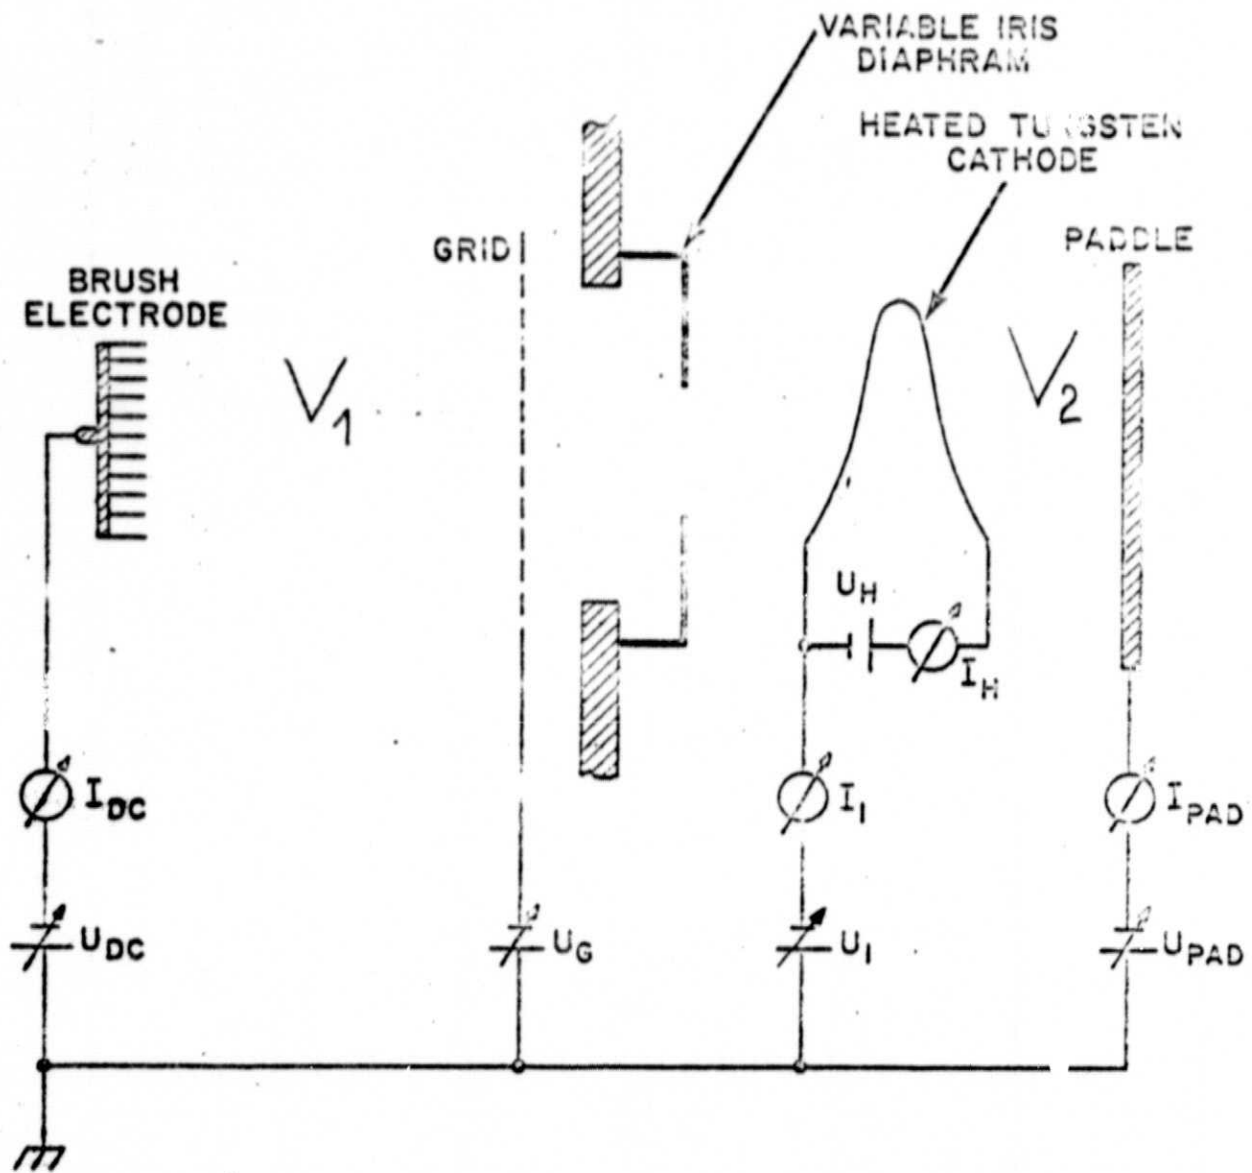 VARIABLE IRIS
DIAPHRAM
HEATED TUNGSTEN
CATHODE
GRID
PADDLE
BRUSH
ELECTRODE
V1
V2
UH
IH
IDC
I1
IPAD
UDC
UG
U1
UPAD